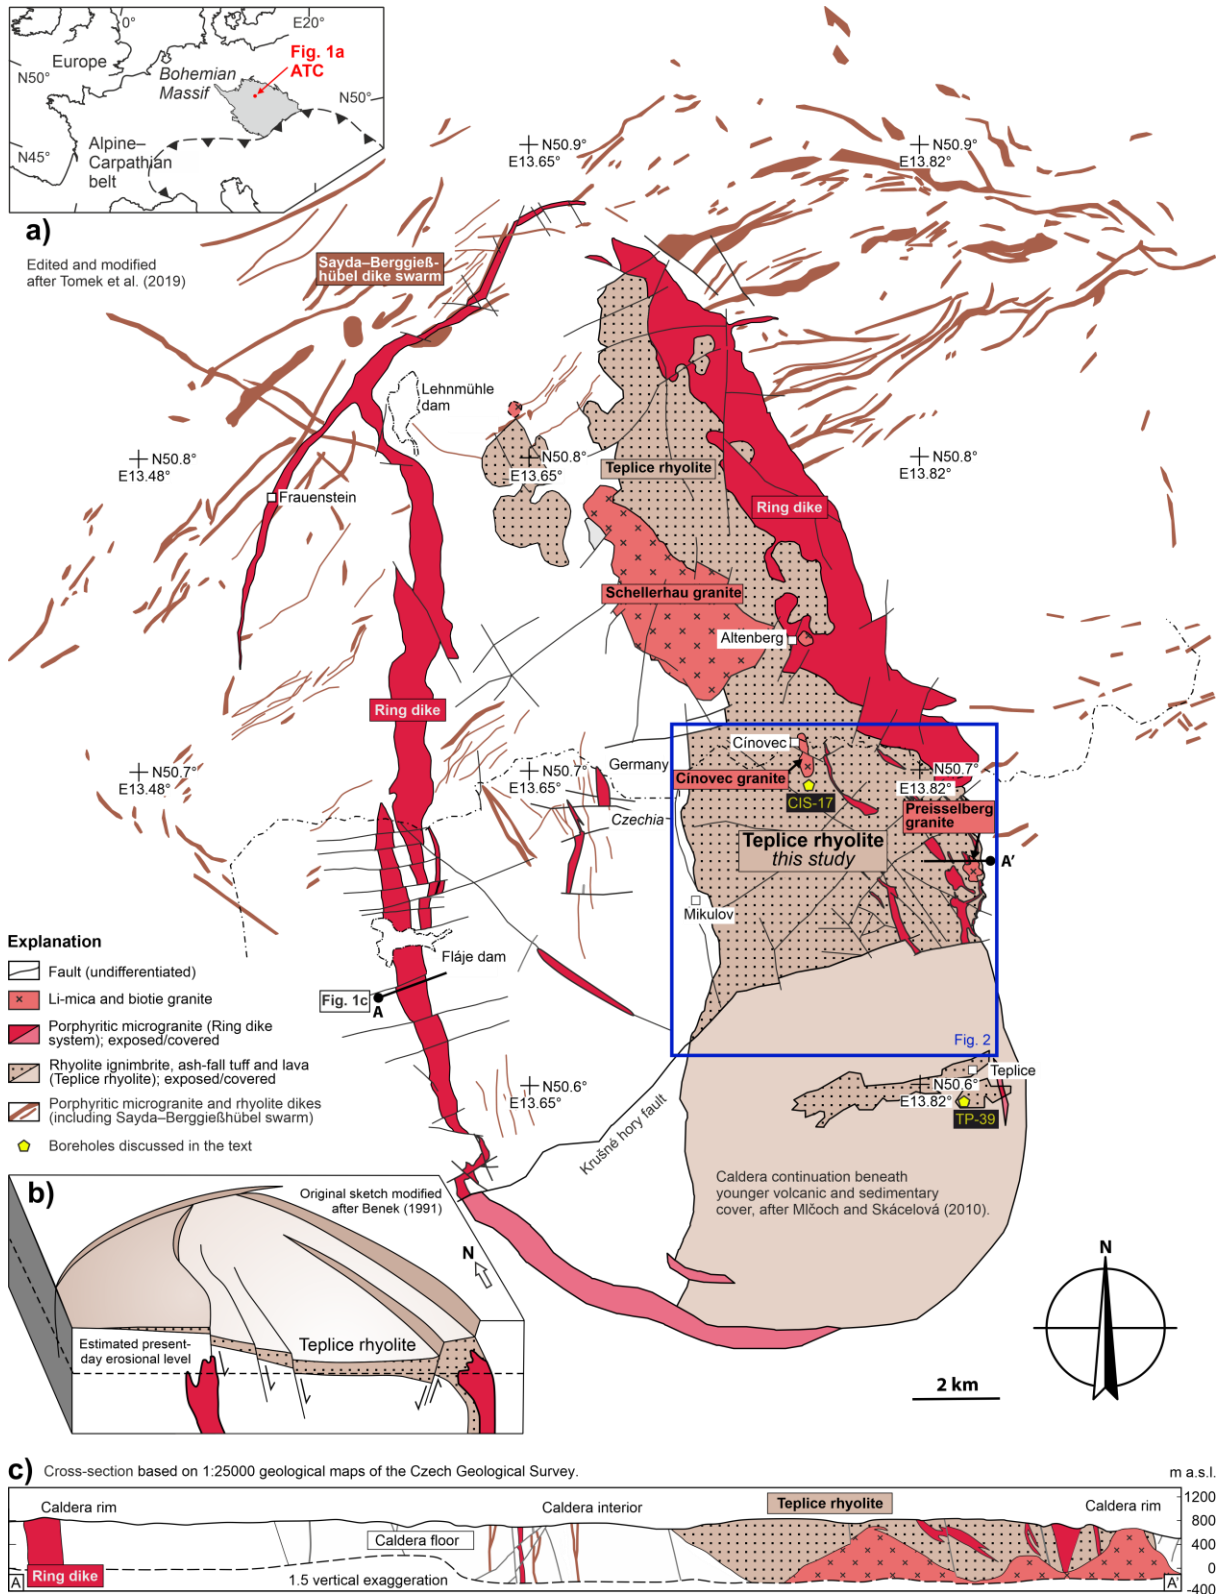 0°
E20°
Fig. 1a
ATC
Europe
Bohemian
Massif
N50°
N50°
N45°
Alpine–
Carpathian
belt
a)
Edited and modified
after Tomek et al. (2019)
Sayda–Berggieß-
hübel dike swarm
N50.9°
E13.65°
N50.9°
E13.82°
Lehnmühle
dam
N50.8°
E13.48°
N50.8°
E13.65°
Teplice rhyolite
N50.8°
E13.82°
Frauenstein
Ring dike
Schellerhau granite
Altenberg
Ring dike
Cínovec
Germany
N50.7°
E13.48°
N50.7°
E13.65°
Cínovec granite
N50.7°
E13.82°
CIS-17
Preisselberg
granite
Czechia
Teplice rhyolite
this study
A'
Mikulov
Fláje dam
Fig. 1c
A
Fig. 2
Teplice
N50.6°
E13.65°
N50.6°
E13.82°
TP-39
Krušné hory fault
Caldera continuation beneath
younger volcanic and sedimentary
cover, after Mlčoch and Skácelová (2010).
Explanation
Fault (undifferentiated)
Li-mica and biotie granite
Porphyritic microgranite (Ring dike
system); exposed/covered
Rhyolite ignimbrite, ash-fall tuff and lava
(Teplice rhyolite); exposed/covered
Porphyritic microgranite and rhyolite dikes
(including Sayda–Berggießhübel swarm)
Boreholes discussed in the text
b)
Original sketch modified
after Benek (1991)
N
Estimated present-
day erosional level
Teplice rhyolite
N
2 km
c) Cross-section based on 1:25000 geological maps of the Czech Geological Survey.
m a.s.l.
Caldera rim
Caldera interior
Teplice rhyolite
Caldera rim
1200
800
400
0
-400
Caldera floor
Ring dike
1.5 vertical exaggeration
A
A'